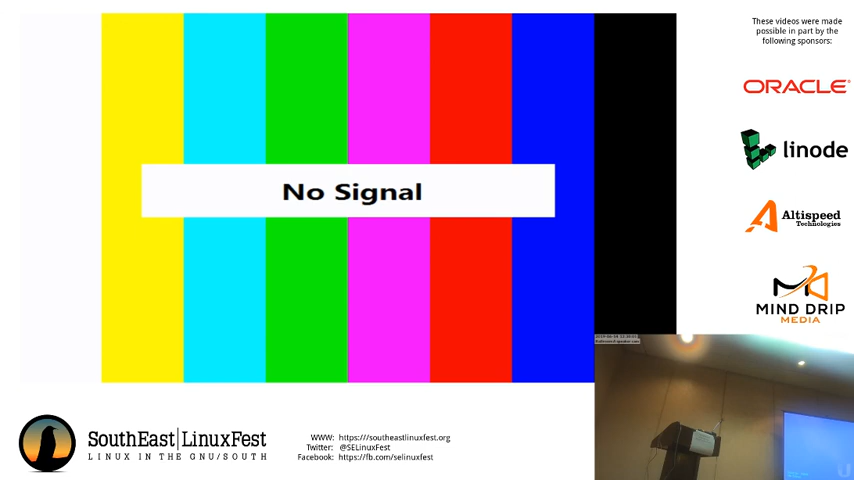 These videos were made
possible in part by the
following sponsors:
ORACLE
linode
Altispeed
Technologies
MIND DRIP
MEDIA
No Signal
SouthEast|LinuxFest
LINUX IN THE GNU/SOUTH
WWW: https://southeastlinuxfest.org
Twitter: @SELinuxFest
Facebook: https://fb.com/selinuxfest